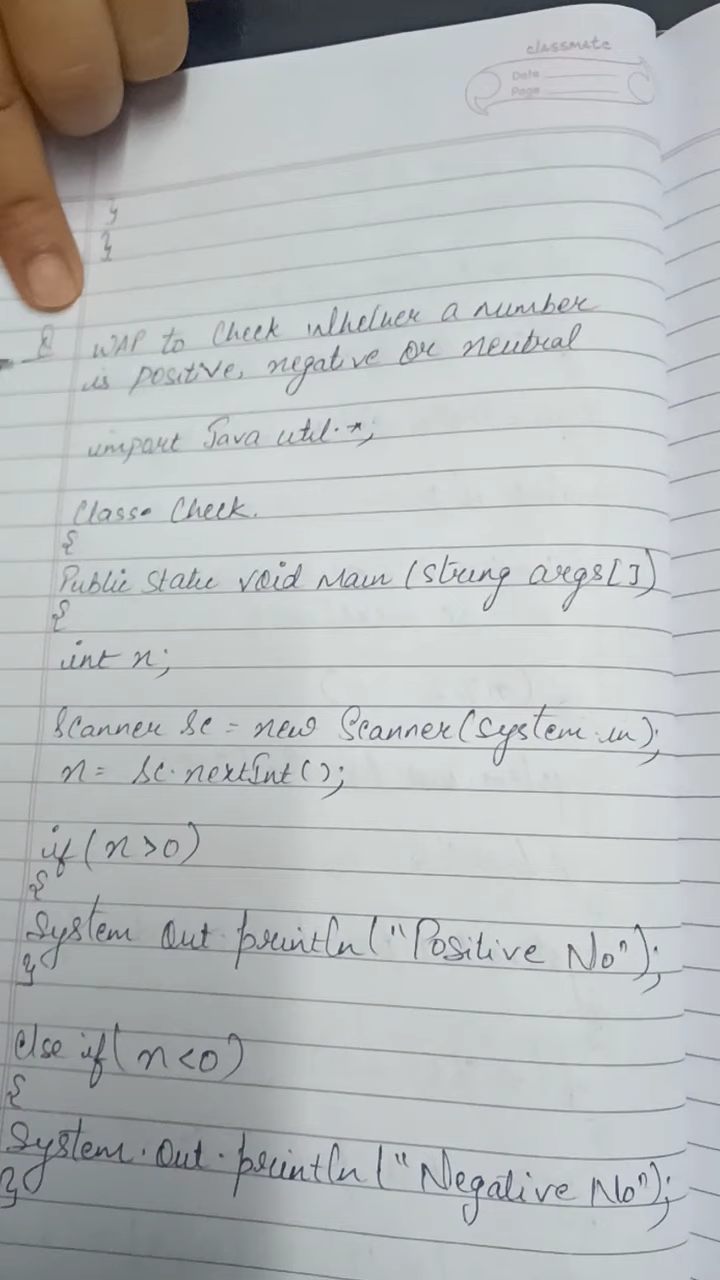 classmate
Date
Page
}
}
Q WAP to Check whether a number
is positive, negative or neutral
import Java util.*;
Class Check.
{
Public Static void Main (String args[])
{
int n;
Scanner Sc = new Scanner(System.in);
n = Sc.nextInt();
if (n>0)
{
System Out.println("Positive No");
}
else if(n<0)
{
System.Out.println("Negative No");
}